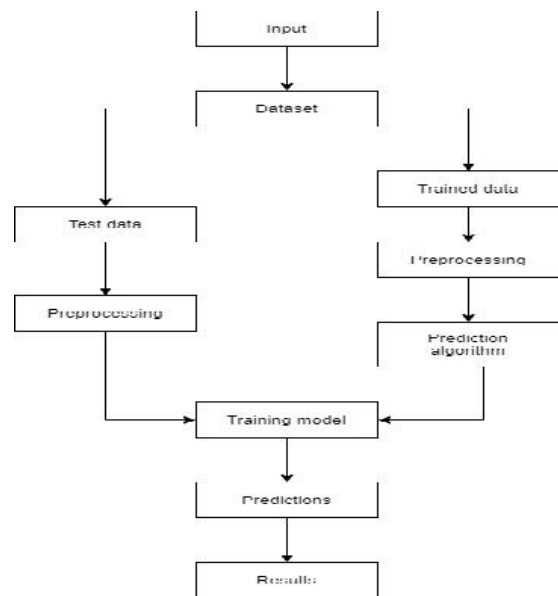 Input
Dataset
Trained data
Test data
Preprocessing
Preprocessing
Prediction
algorithm
Training model
Predictions
Results